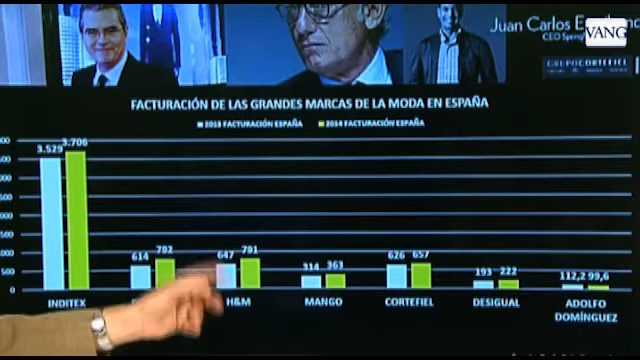 Juan Carlos
CEO
VANG
GRUPOCORTEFIEL
FACTURACIÓN DE LAS GRANDES MARCAS DE LA MODA EN ESPAÑA
2013 FACTURACIÓN ESPAÑA 2014 FACTURACIÓN ESPAÑA
3.529 3.706
614 792 647 791 314 363 626 657 193 222 112,2 99,6
500
0
INDITEX H&M MANGO CORTEFIEL DESIGUAL ADOLFO
DOMÍNGUEZ